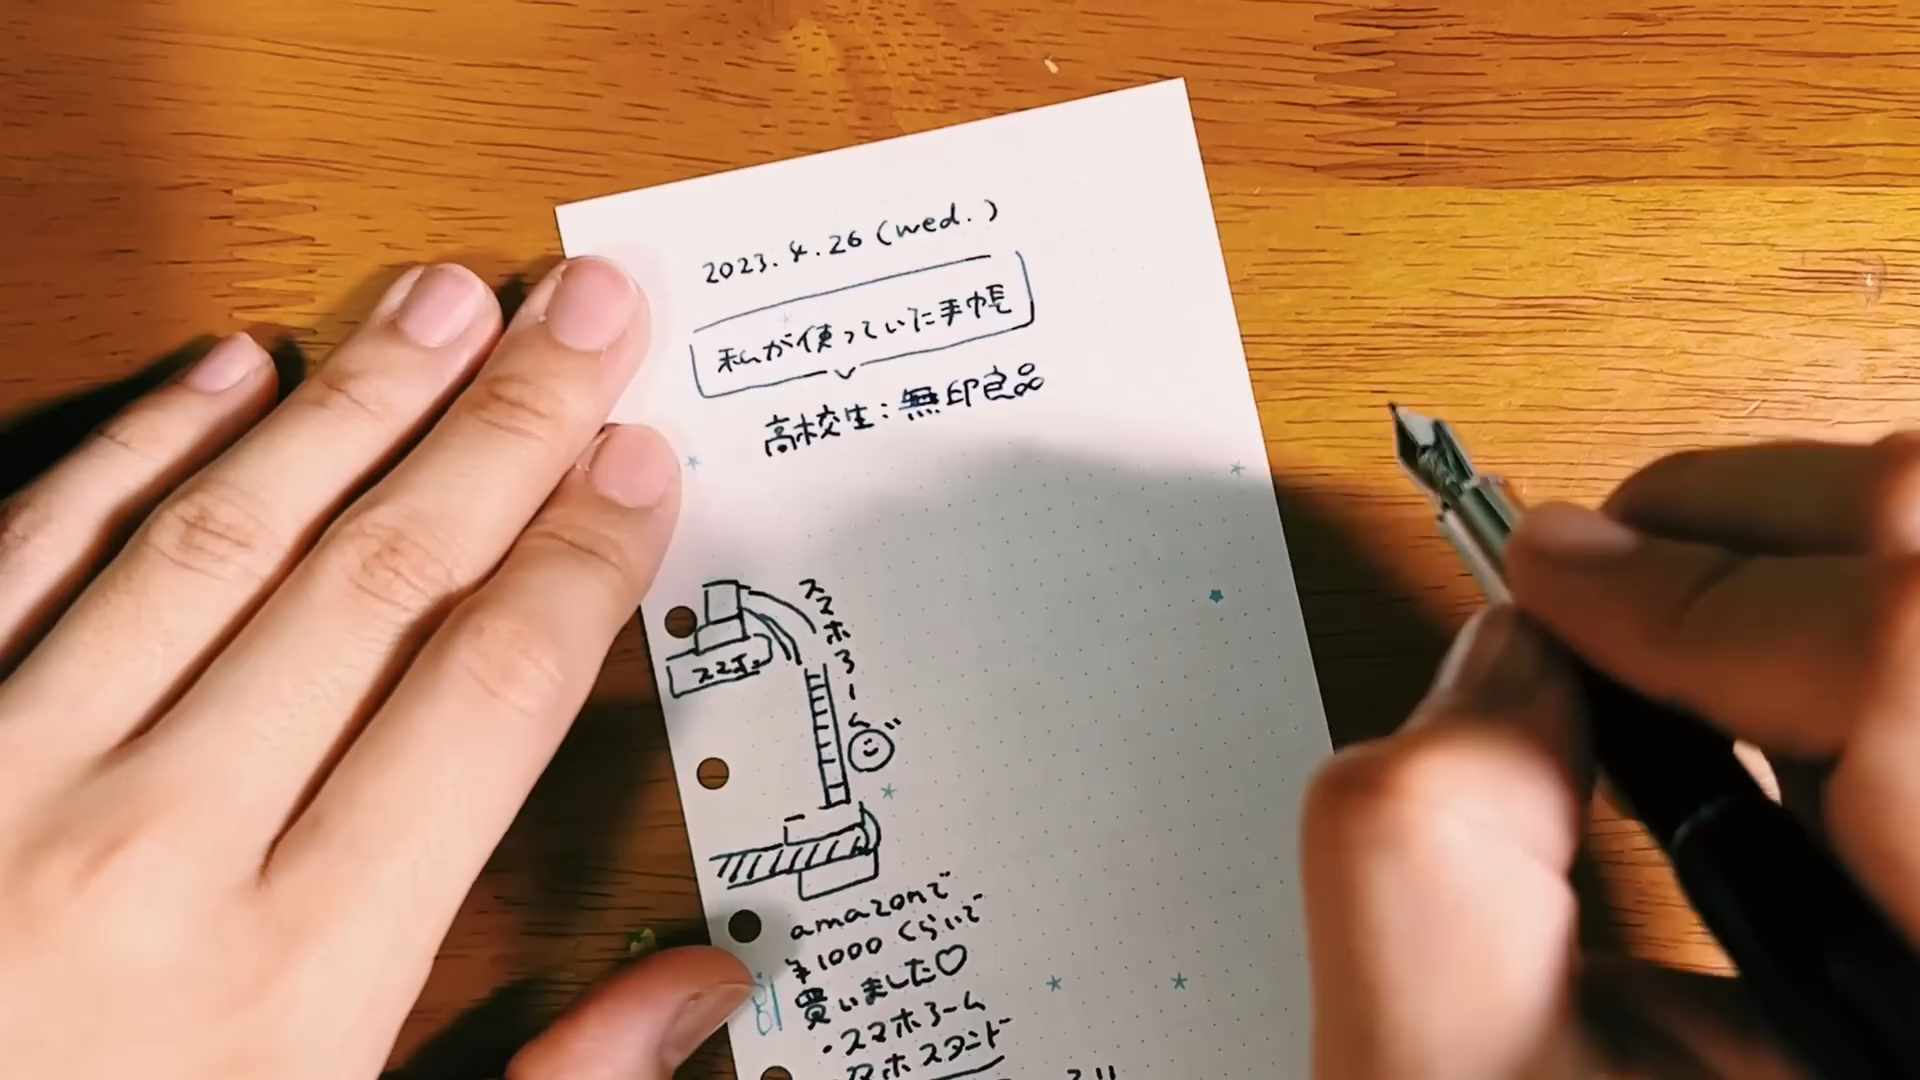 2023.4.26 (wed.)
私が使っていた手帳
高校生：無印良品
スマホ
スマホアーム
amazonで
¥1000くらいで
買いました♡
・スマホアーム
スマホスタンド